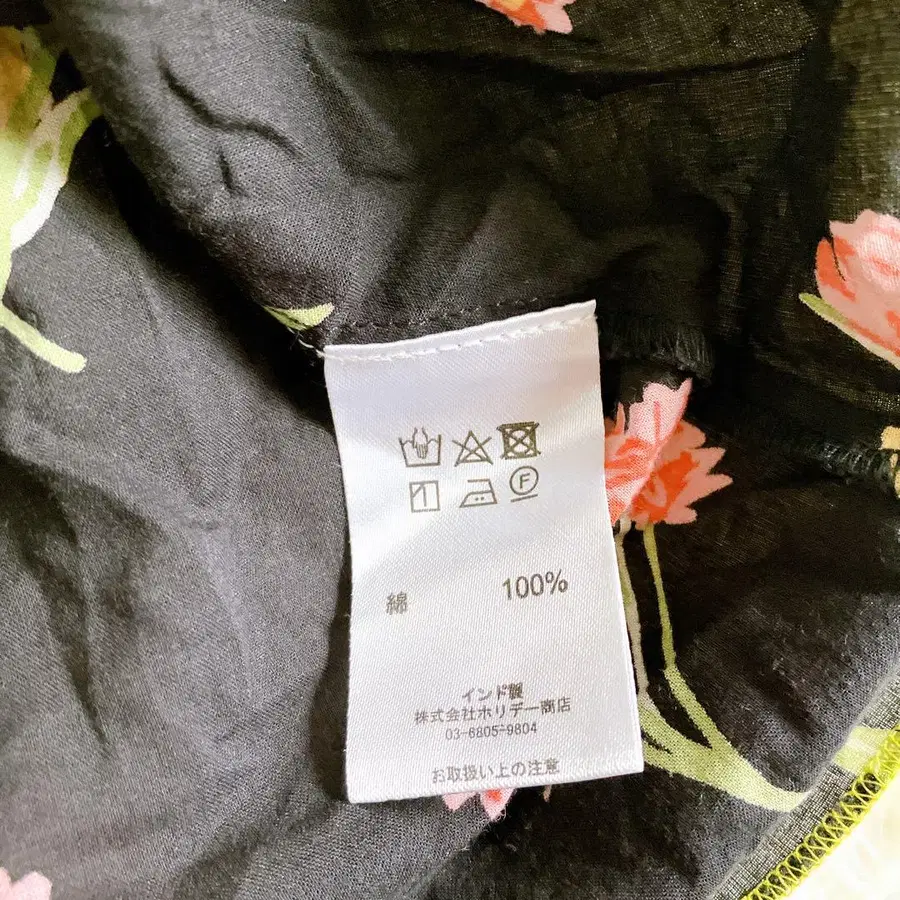 F
綿 100%
インド製
株式会社ホリデー商店
03-6805-9804
お取扱い上の注意